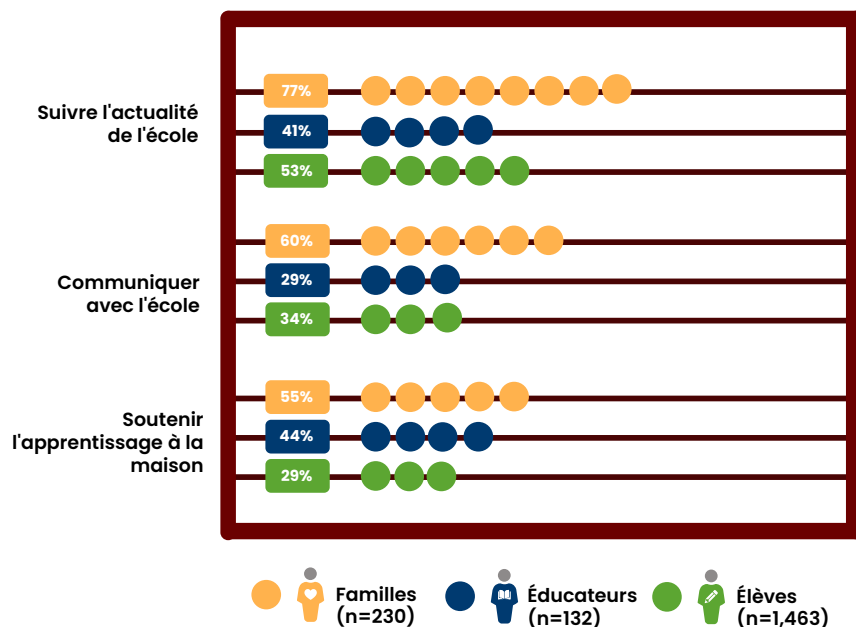 Suivre l'actualité
de l'école
77%
41%
53%
Communiquer
avec l'école
60%
29%
34%
Soutenir
l'apprentissage à la
maison
55%
44%
29%
Familles
(n=230)
Éducateurs
(n=132)
Élèves
(n=1,463)